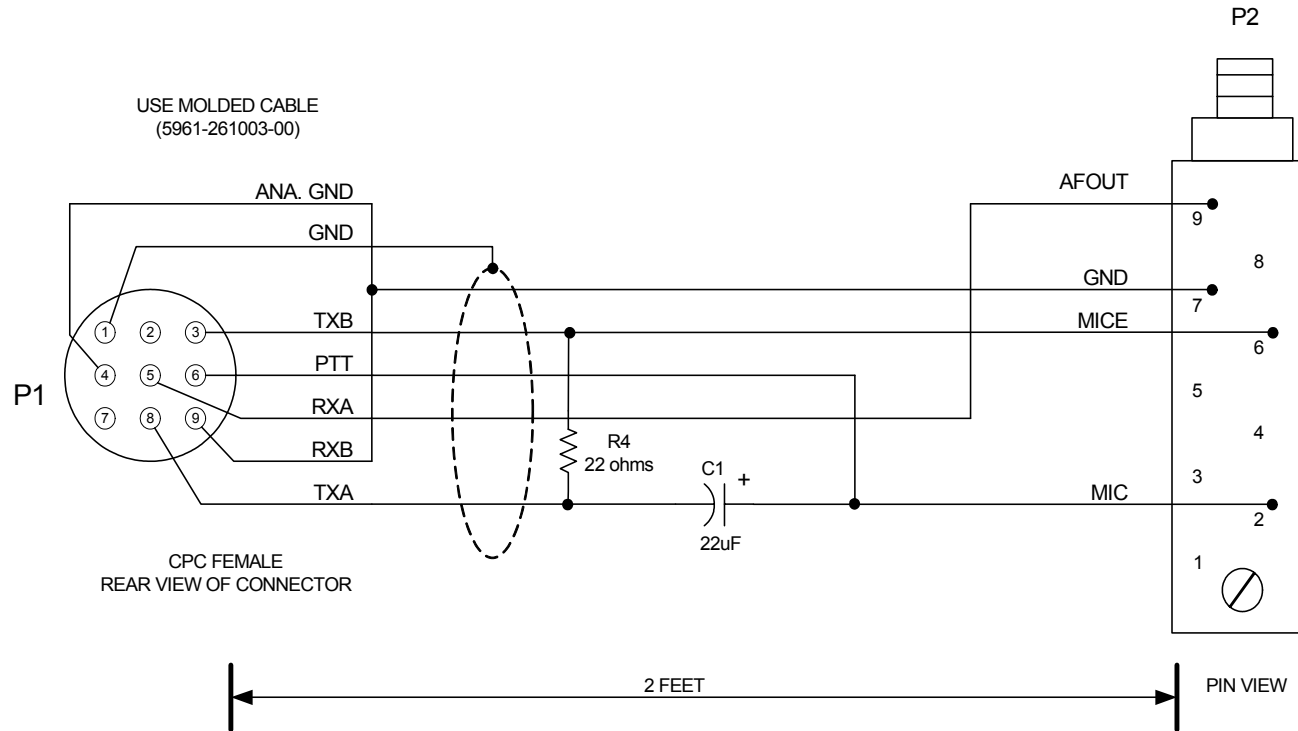 P2
USE MOLDED CABLE
(5961-261003-00)
ANA. GND
AFOUT
9
GND
8
GND
7
TXB
MICE
1
2
3
6
PTT
P1
4
5
6
5
RXA
7
8
9
4
RXB
R4
22 ohms
C1
+
3
TXA
MIC
2
22uF
CPC FEMALE
REAR VIEW OF CONNECTOR
1
2 FEET
PIN VIEW